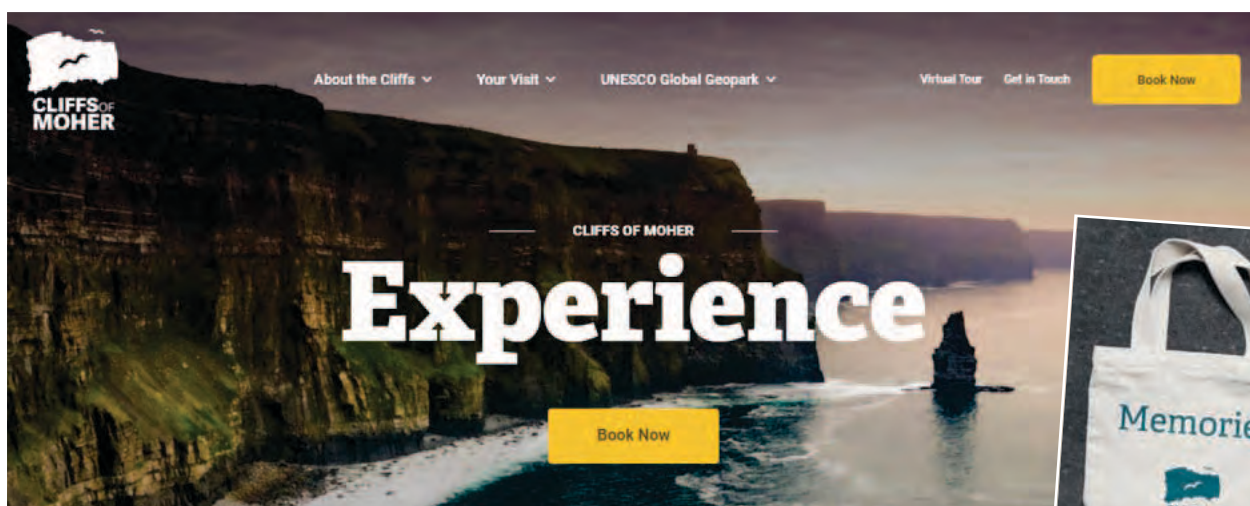 CLIFFS OF
MOHER
About the Cliffs
Your Visit
UNESCO Global Geopark
Virtual Tour
Get in Touch
Book Now
CLIFFS OF MOHER
Experience
Book Now
Memorie